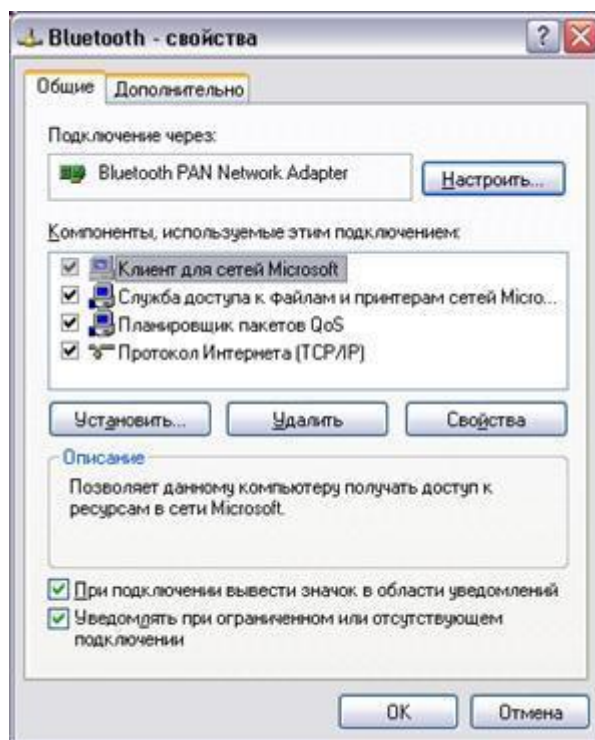 Bluetooth - свойства
Общие
Дополнительно
Подключение через:
Bluetooth PAN Network Adapter
Настроить...
Компоненты, используемые этим подключением:
Клиент для сетей Microsoft
Служба доступа к файлам и принтерам сетей Micro...
Планировщик пакетов QoS
Протокол Интернета (TCP/IP)
Установить...
Удалить
Свойства
Описание
Позволяет данному компьютеру получать доступ к
ресурсам в сети Microsoft.
При подключении вывести значок в области уведомлений
Уведомлять при ограниченном или отсутствующем
подключении
OK
Отмена